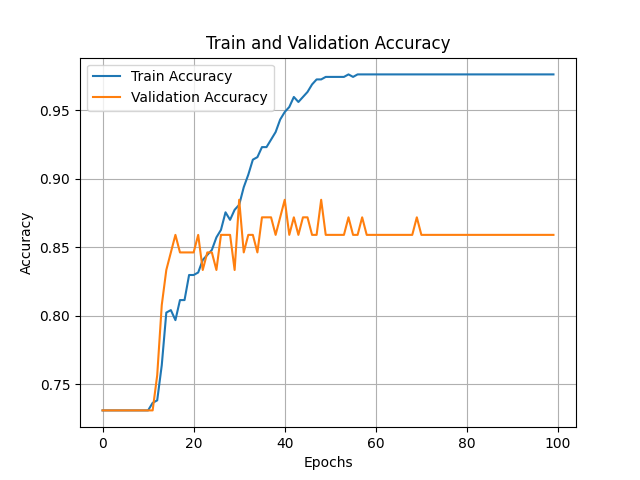 Train and Validation Accuracy
Train Accuracy
Validation Accuracy
0.95
0.90
0.85
0.80
0.75
Accuracy
0 20 40 60 80 100
Epochs